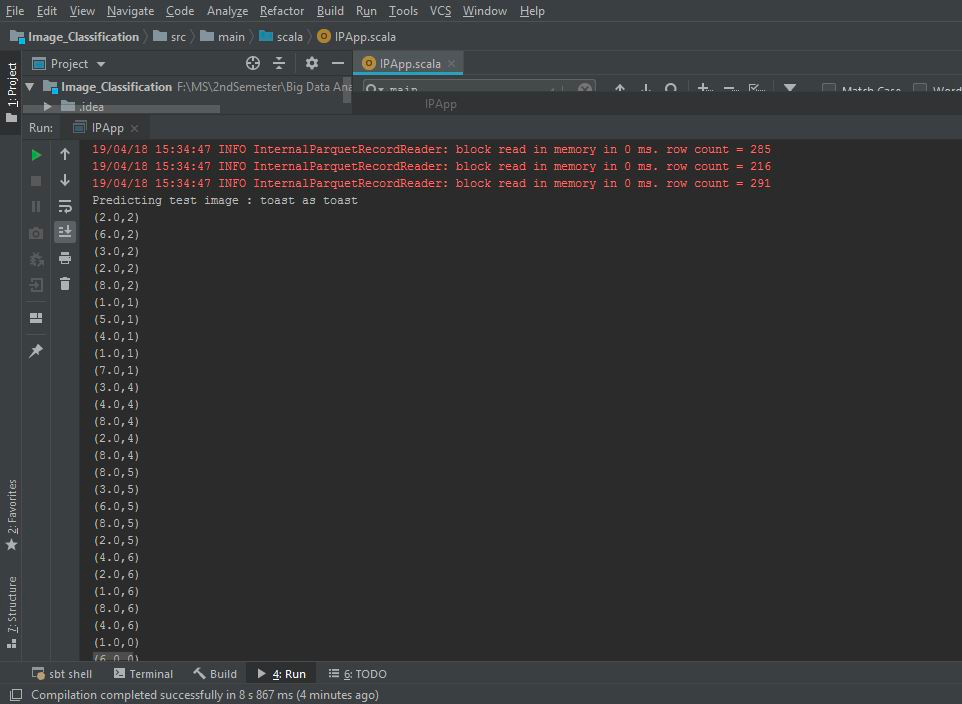 File Edit View Navigate Code Analyze Refactor Build Run Tools VCS Window Help
Image_Classification src main scala IPApp.scala
1: Project
Project
IPApp.scala
Image_Classification F:\MS\2ndSemester\Big Data Ana
main
Match Case
.idea
IPApp
Run: IPApp
19/04/18 15:34:47 INFO InternalParquetRecordReader: block read in memory in 0 ms. row count = 285
19/04/18 15:34:47 INFO InternalParquetRecordReader: block read in memory in 0 ms. row count = 216
19/04/18 15:34:47 INFO InternalParquetRecordReader: block read in memory in 0 ms. row count = 291
Predicting test image : toast as toast
(2.0,2)
(6.0,2)
(3.0,2)
(2.0,2)
(8.0,2)
(1.0,1)
(5.0,1)
(4.0,1)
(1.0,1)
(7.0,1)
(3.0,4)
(4.0,4)
(8.0,4)
(2.0,4)
(8.0,4)
(8.0,5)
(3.0,5)
(6.0,5)
(8.0,5)
(2.0,5)
(4.0,6)
(2.0,6)
(1.0,6)
(8.0,6)
(4.0,6)
(1.0,0)
(6.0,0)
2: Favorites
7: Structure
sbt shell Terminal Build 4: Run 6: TODO
Compilation completed successfully in 8 s 867 ms (4 minutes ago)